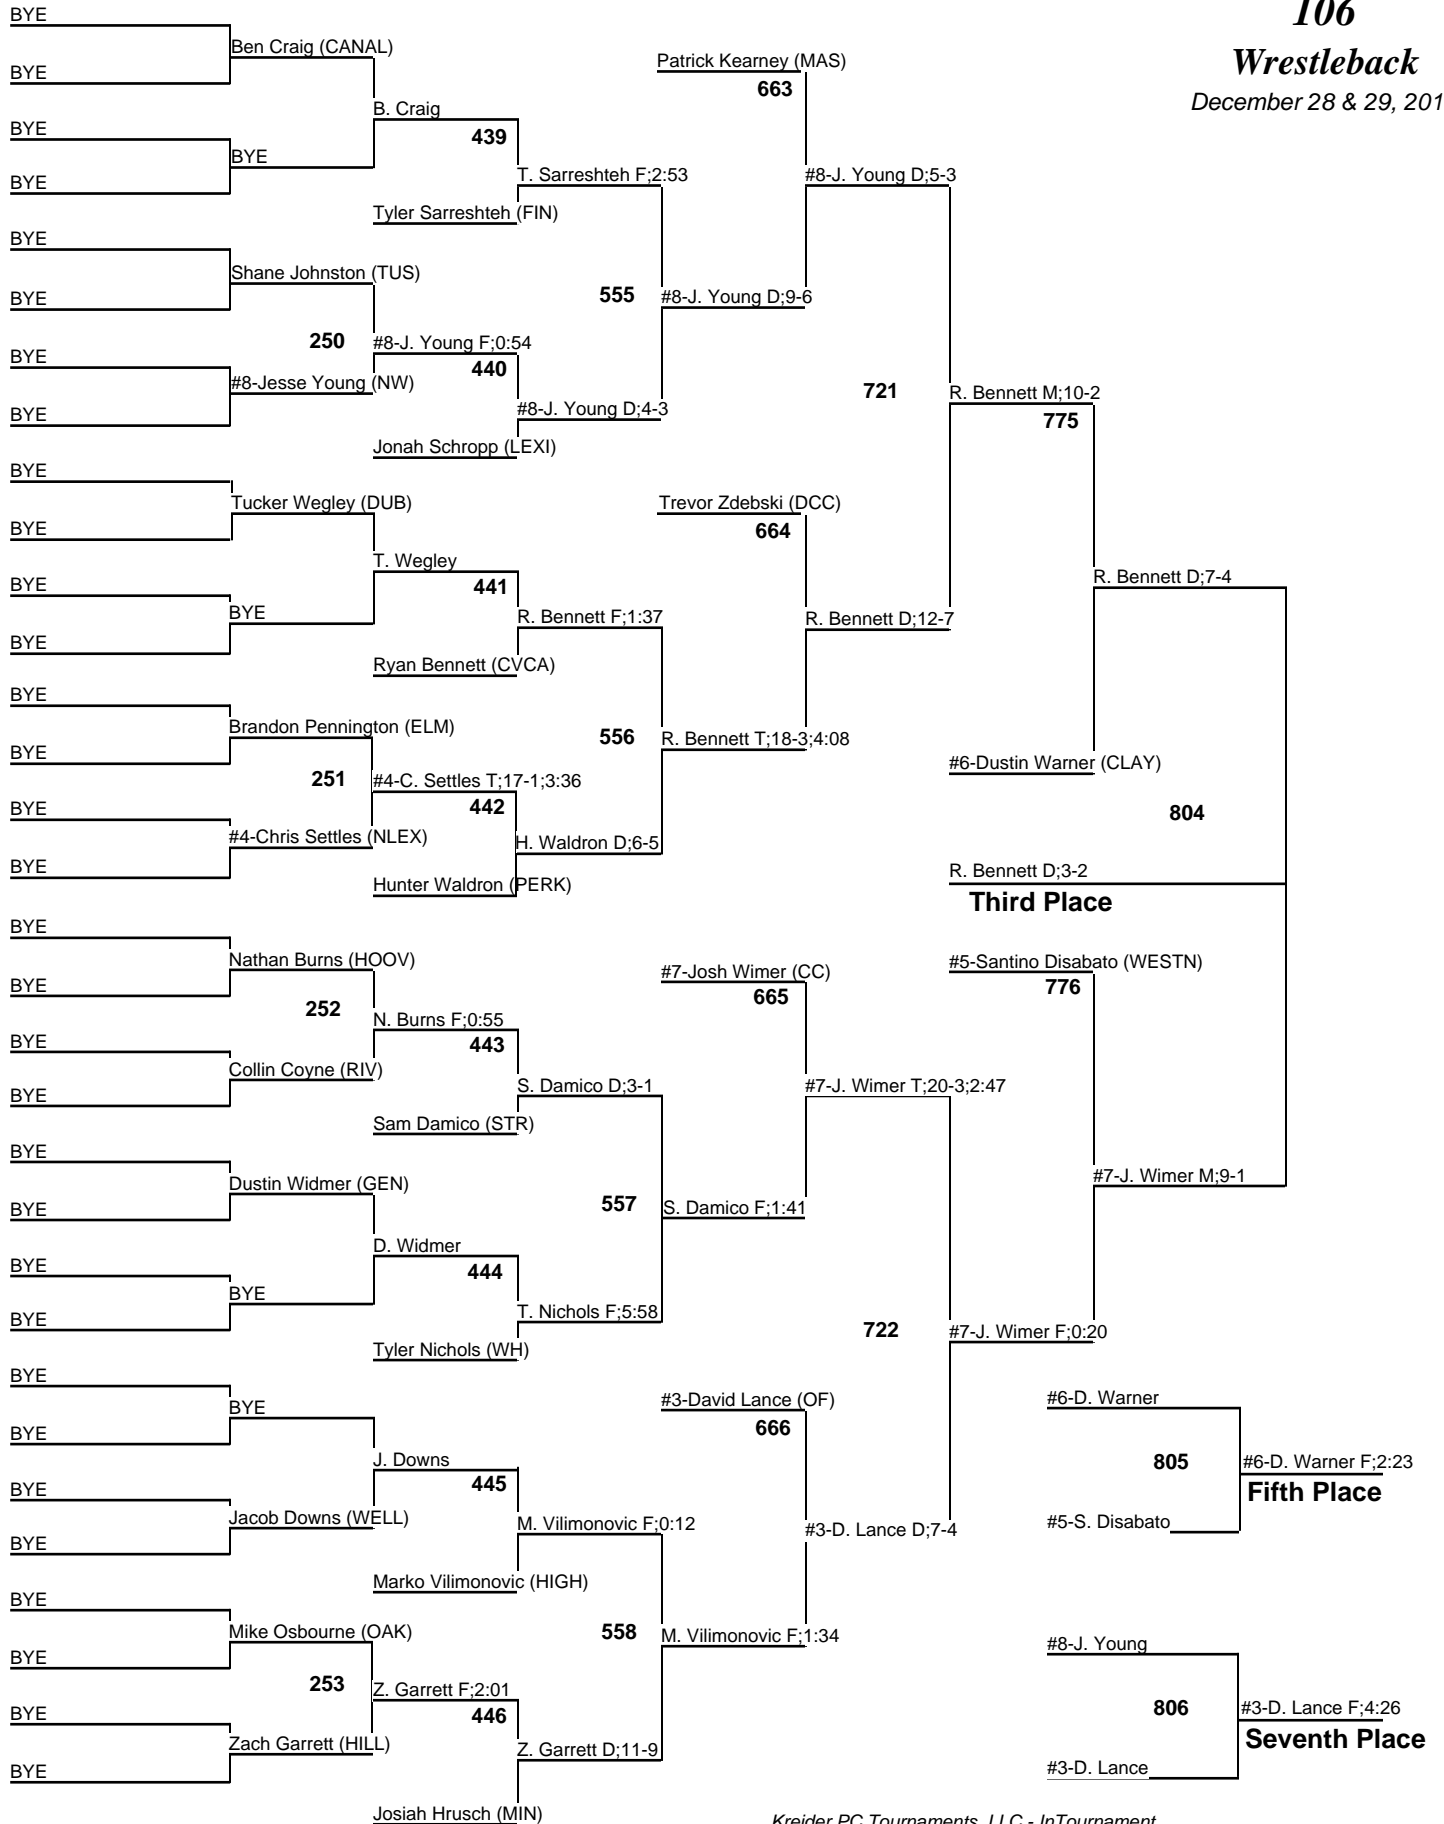 106
Wrestleback
December 28 & 29, 201
BYE
Ben Craig (CANAL)
BYE
B. Craig
439
BYE
BYE
BYE
T. Sarreshteh F;2:53
Tyler Sarreshteh (FIN)
BYE
Shane Johnston (TUS)
BYE
250
#8-J. Young F;0:54
440
BYE
#8-Jesse Young (NW)
BYE
#8-J. Young D;4-3
Jonah Schropp (LEXI)
555
#8-J. Young D;9-6
Patrick Kearney (MAS)
663
#8-J. Young D;5-3
BYE
Tucker Wegley (DUB)
BYE
T. Wegley
441
BYE
BYE
BYE
R. Bennett F;1:37
Ryan Bennett (CVCA)
BYE
Brandon Pennington (ELM)
BYE
251
#4-C. Settles T;17-1;3:36
442
BYE
#4-Chris Settles (NLEX)
BYE
H. Waldron D;6-5
Hunter Waldron (PERK)
556
R. Bennett T;18-3;4:08
Trevor Zdebski (DCC)
664
R. Bennett D;12-7
721
R. Bennett M;10-2
775
R. Bennett D;7-4
#6-Dustin Warner (CLAY)
804
R. Bennett D;3-2
Third Place
BYE
Nathan Burns (HOOV)
BYE
252
N. Burns F;0:55
443
BYE
Collin Coyne (RIV)
BYE
S. Damico D;3-1
Sam Damico (STR)
BYE
Dustin Widmer (GEN)
BYE
D. Widmer
444
BYE
BYE
BYE
T. Nichols F;5:58
Tyler Nichols (WH)
557
S. Damico F;1:41
#7-Josh Wimer (CC)
665
#7-J. Wimer T;20-3;2:47
BYE
BYE
BYE
J. Downs
445
BYE
Jacob Downs (WELL)
BYE
M. Vilimonovic F;0:12
Marko Vilimonovic (HIGH)
BYE
Mike Osbourne (OAK)
BYE
253
Z. Garrett F;2:01
446
BYE
Zach Garrett (HILL)
BYE
Z. Garrett D;11-9
Josiah Hrusch (MIN)
558
M. Vilimonovic F;1:34
#3-David Lance (OF)
666
#3-D. Lance D;7-4
722
#7-J. Wimer F;0:20
#5-Santino Disabato (WESTN)
776
#7-J. Wimer M;9-1
#6-D. Warner
805
#6-D. Warner F;2:23
Fifth Place
#5-S. Disabato
#8-J. Young
806
#3-D. Lance F;4:26
Seventh Place
#3-D. Lance
Kreider PC Tournaments, LLC - InTournament